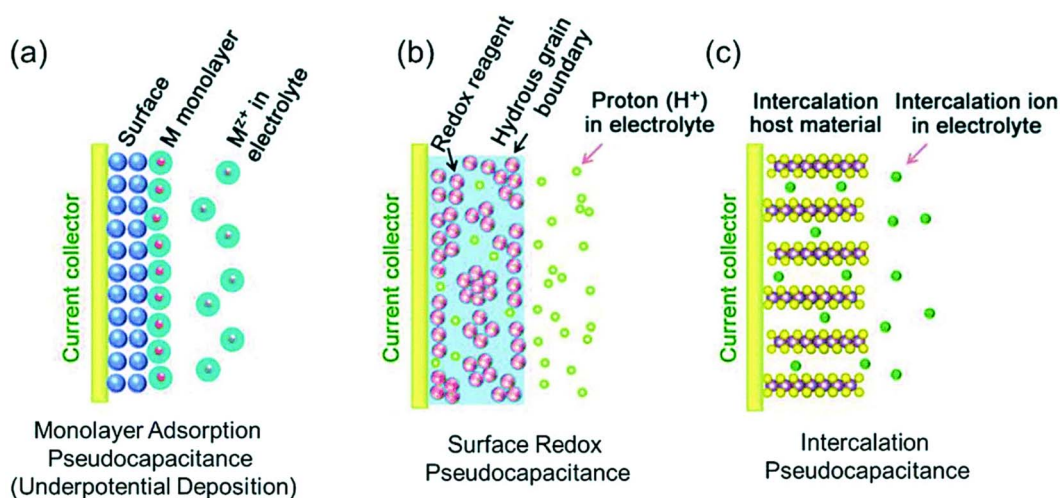 (a)
Surface
M monolayer
M^z+ in
electrolyte
Current collector
Monolayer Adsorption
Pseudocapacitance
(Underpotential Deposition)
(b)
Redox reagent
Hydrous grain
boundary
Proton (H⁺)
in electrolyte
Current collector
Surface Redox
Pseudocapacitance
(c)
Intercalation
host material
Intercalation ion
in electrolyte
Current collector
Intercalation
Pseudocapacitance